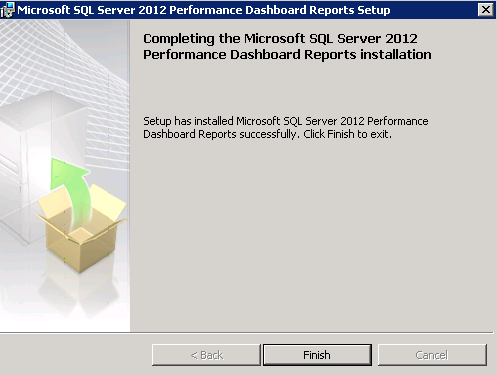 Microsoft SQL Server 2012 Performance Dashboard Reports Setup
Completing the Microsoft SQL Server 2012
Performance Dashboard Reports installation
Setup has installed Microsoft SQL Server 2012 Performance
Dashboard Reports successfully. Click Finish to exit.
< Back
Finish
Cancel